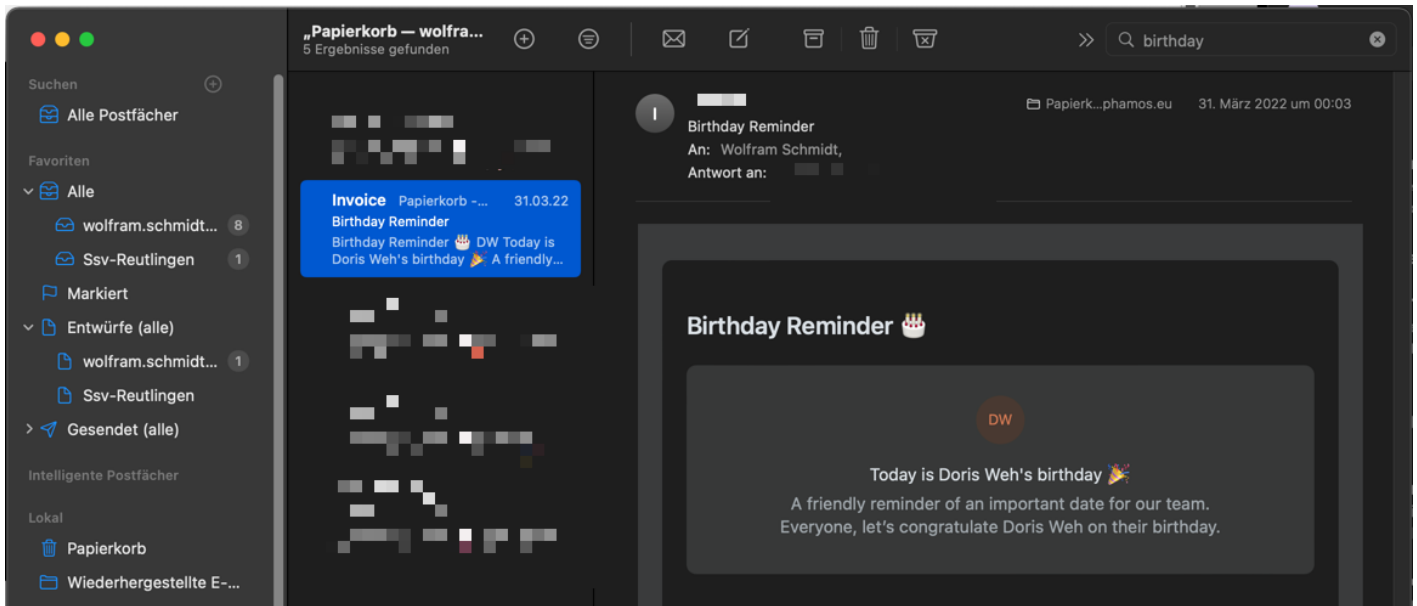 „Papierkorb — wolfra...
5 Ergebnisse gefunden
birthday
Suchen
Alle Postfächer
Favoriten
Alle
wolfram.schmidt... 8
Ssv-Reutlingen 1
Markiert
Entwürfe (alle)
wolfram.schmidt... 1
Ssv-Reutlingen
Gesendet (alle)
Intelligente Postfächer
Lokal
Papierkorb
Wiederhergestellte E-...
Invoice Papierkorb -... 31.03.22
Birthday Reminder
Birthday Reminder 🎂 DW Today is
Doris Weh's birthday 🎉 A friendly...
I
Papierk...phamos.eu 31. März 2022 um 00:03
Birthday Reminder
An: Wolfram Schmidt,
Antwort an:
Birthday Reminder 🎂
DW
Today is Doris Weh's birthday 🎉
A friendly reminder of an important date for our team.
Everyone, let's congratulate Doris Weh on their birthday.